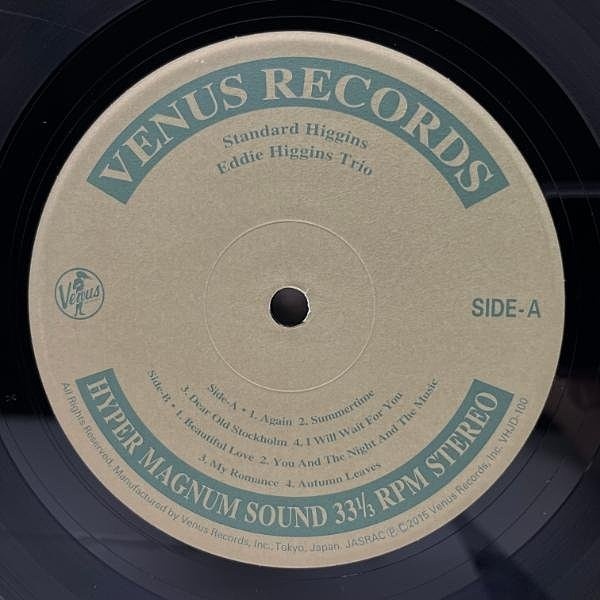 VENUS RECORDS
Standard Higgins
Eddie Higgins Trio
Venus
SIDE-A
Side-A • 1. Again 2. Summertime
3. Dear Old Stockholm 4. I Will Wait For You
Side-B • 1. Beautiful Love 2. You And The Night And The Music
3. My Romance 4. Autumn Leaves
HYPER MAGNUM SOUND 33⅓ RPM STEREO
All Rights Reserved. Manufactured by Venus Records, Inc., Tokyo, Japan. JASRAC Ⓟ.Ⓒ2015 Venus Records, Inc. VHJD-100